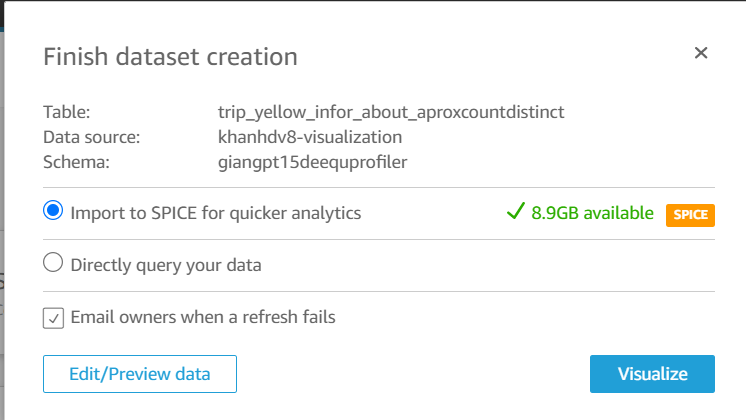 Finish dataset creation
Table: trip_yellow_infor_about_aproxcountdistinct
Data source: khanhdv8-visualization
Schema: giangpt15deequprofiler
Import to SPICE for quicker analytics 8.9GB available SPICE
Directly query your data
Email owners when a refresh fails
Edit/Preview data Visualize